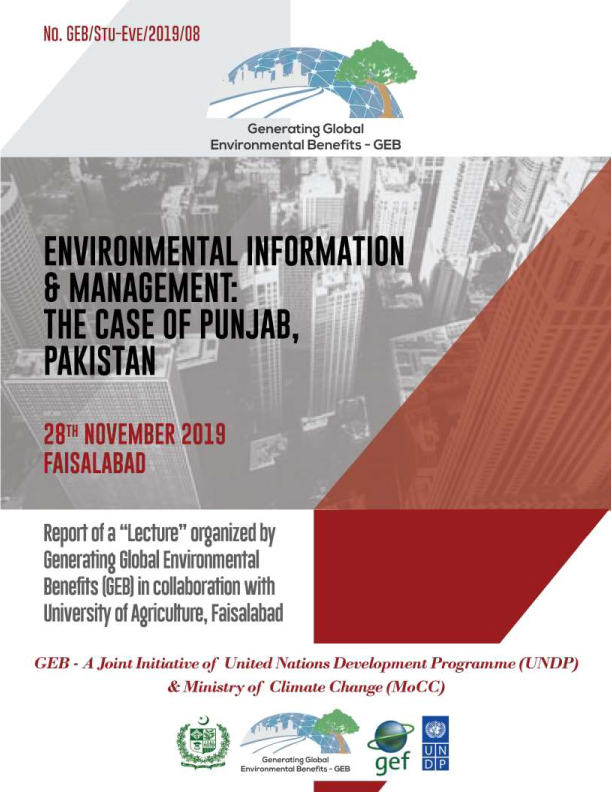 No. GEB/Stu-Eve/2019/08
Generating Global
Environmental Benefits - GEB
ENVIRONMENTAL INFORMATION
& MANAGEMENT:
THE CASE OF PUNJAB,
PAKISTAN
28TH NOVEMBER 2019
FAISALABAD
Report of a “Lecture” organized by
Generating Global Environmental
Benefits (GEB) in collaboration with
University of Agriculture, Faisalabad
GEB - A Joint Initiative of United Nations Development Programme (UNDP)
& Ministry of Climate Change (MoCC)
Generating Global
Environmental Benefits - GEB
gef
U N
D P